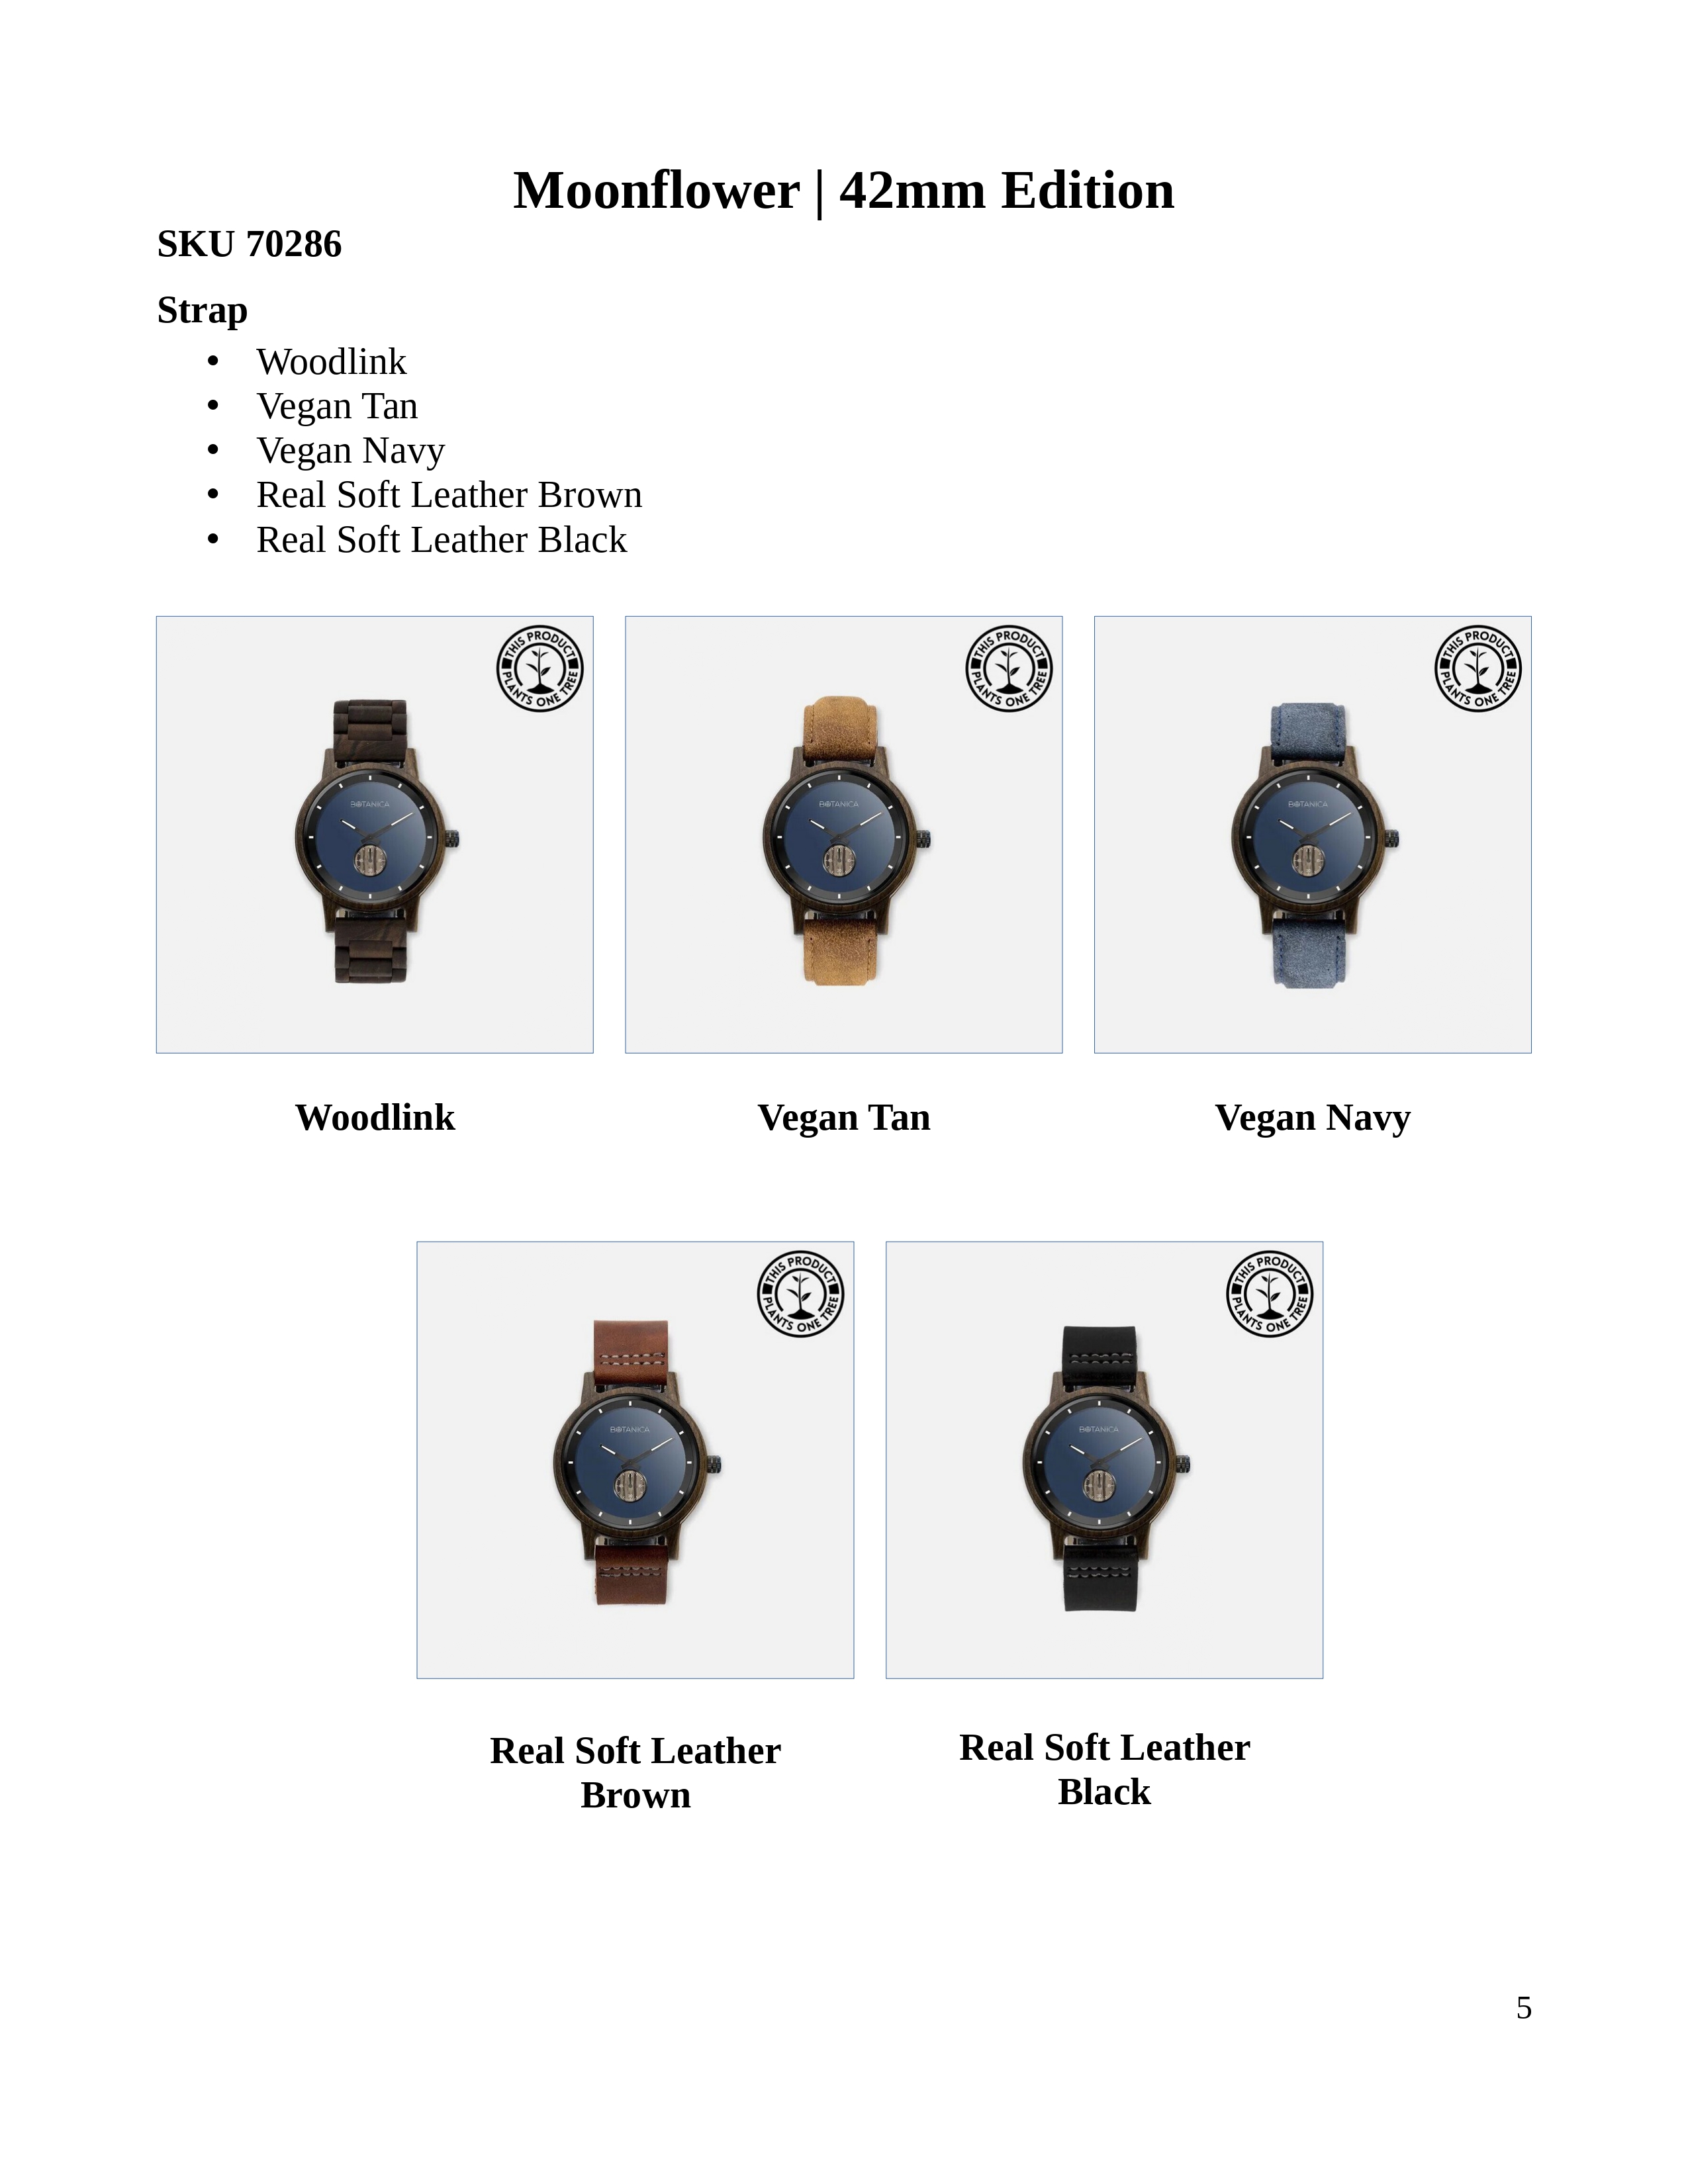 Moonflower | 42mm Edition
SKU 70286
Strap
• Woodlink
• Vegan Tan
• Vegan Navy
• Real Soft Leather Brown
• Real Soft Leather Black
THIS PRODUCT
PLANTS ONE TREE
BOTANICA
THIS PRODUCT
PLANTS ONE TREE
BOTANICA
THIS PRODUCT
PLANTS ONE TREE
BOTANICA
Woodlink
Vegan Tan
Vegan Navy
THIS PRODUCT
PLANTS ONE TREE
BOTANICA
THIS PRODUCT
PLANTS ONE TREE
BOTANICA
Real Soft Leather
Brown
Real Soft Leather
Black
5